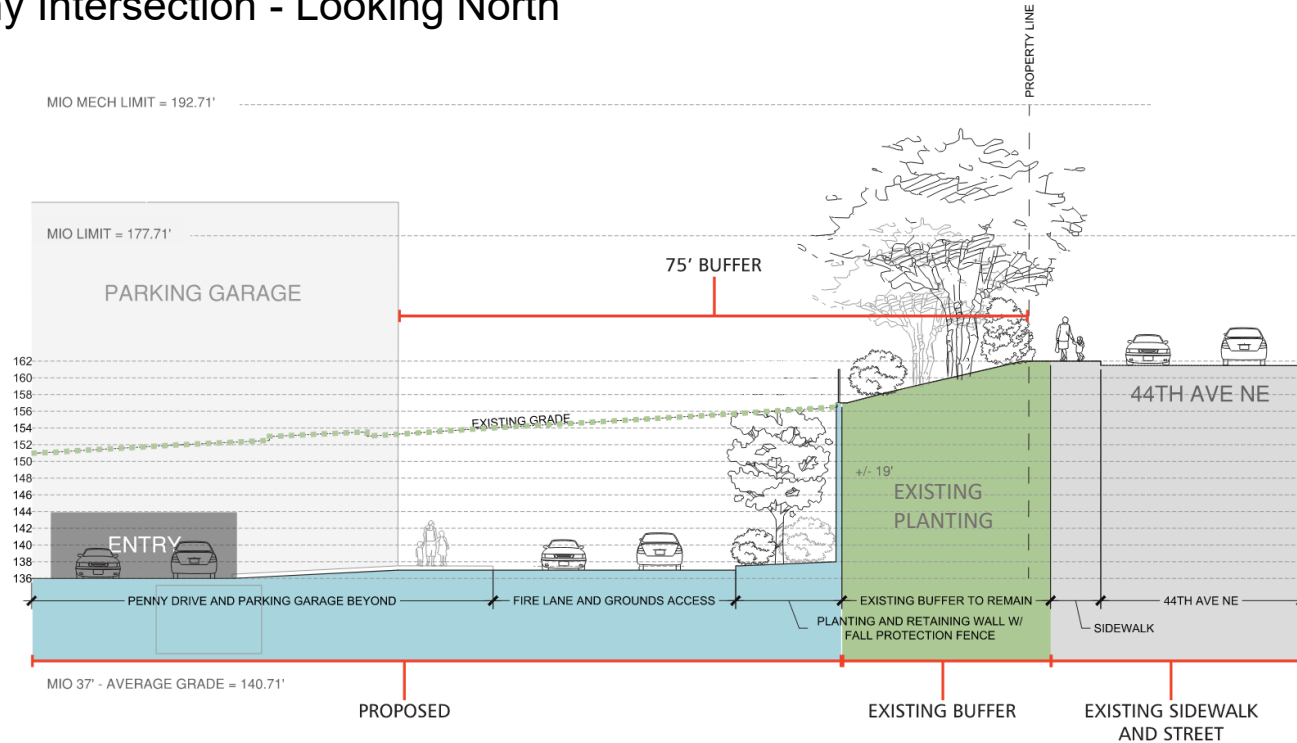 y Intersection - Looking North
PROPERTY LINE
MIO MECH LIMIT = 192.71'
MIO LIMIT = 177.71'
75' BUFFER
PARKING GARAGE
162
160
158
156
154
152
150
148
146
144
142
140
138
136
EXISTING GRADE
44TH AVE NE
+/- 19'
EXISTING
PLANTING
ENTRY
PENNY DRIVE AND PARKING GARAGE BEYOND
FIRE LANE AND GROUNDS ACCESS
EXISTING BUFFER TO REMAIN
44TH AVE NE
PLANTING AND RETAINING WALL W/
FALL PROTECTION FENCE
SIDEWALK
MIO 37' - AVERAGE GRADE = 140.71'
PROPOSED
EXISTING BUFFER
EXISTING SIDEWALK
AND STREET